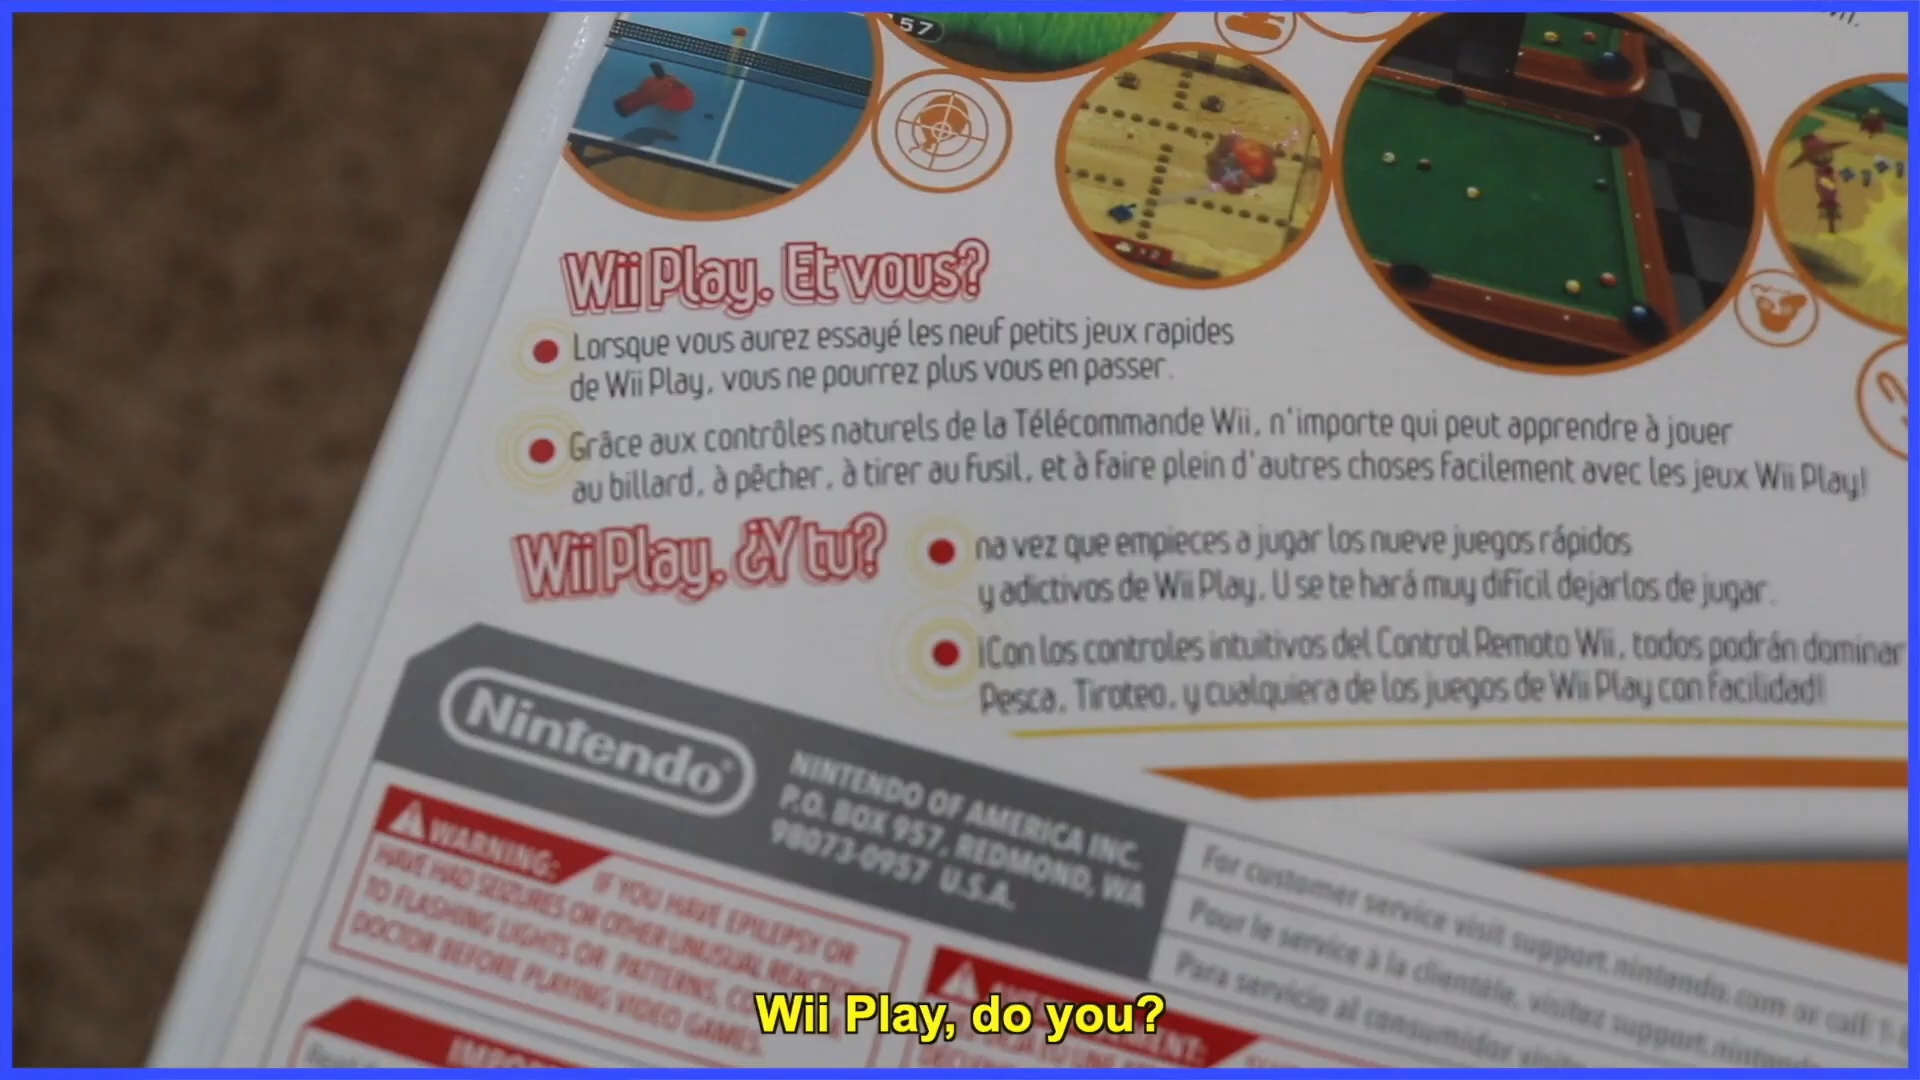 57
Wii Play. Et vous?
Lorsque vous aurez essayé les neuf petits jeux rapides
de Wii Play, vous ne pourrez plus vous en passer.
Grâce aux contrôles naturels de la Télécommande Wii, n'importe qui peut apprendre à jouer
au billard, à pêcher, à tirer au fusil, et à faire plein d'autres choses facilement avec les jeux Wii Play!
Wii Play. ¿Y tu?
na vez que empieces a jugar los nueve juegos rápidos
y adictivos de Wii Play, U se te hará muy difícil dejarlos de jugar.
¡Con los controles intuitivos del Control Remoto Wii, todos podrán dominar
Pesca, Tiroteo, y cualquiera de los juegos de Wii Play con facilidad!
Nintendo
NINTENDO OF AMERICA INC.
P.O. BOX 957, REDMOND, WA
98073-0957 U.S.A.
WARNING: IF YOU HAVE EPILEPSY OR
HAVE HAD SEIZURES OR OTHER UNUSUAL
TO FLASHING LIGHTS OR PATTERNS,
DOCTOR BEFORE PLAYING VIDEO GAMES.
For customer service visit support.nintendo.com or call
Pour le service à la clientèle, visitez support.nintendo
Para servicio al consumidor
Wii Play, do you?